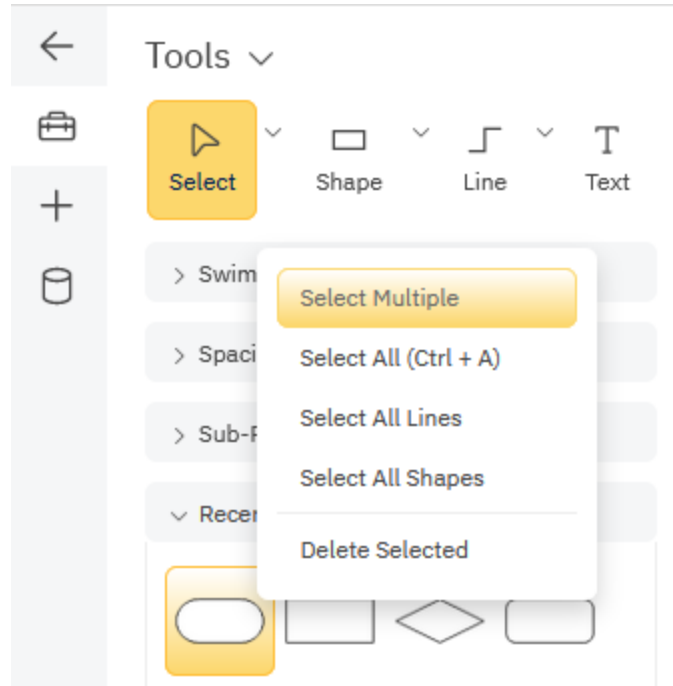 Tools
Select
Shape
Line
Text
Swim
Select Multiple
Spaci
Select All (Ctrl + A)
Select All Lines
Sub-
Select All Shapes
Recen
Delete Selected